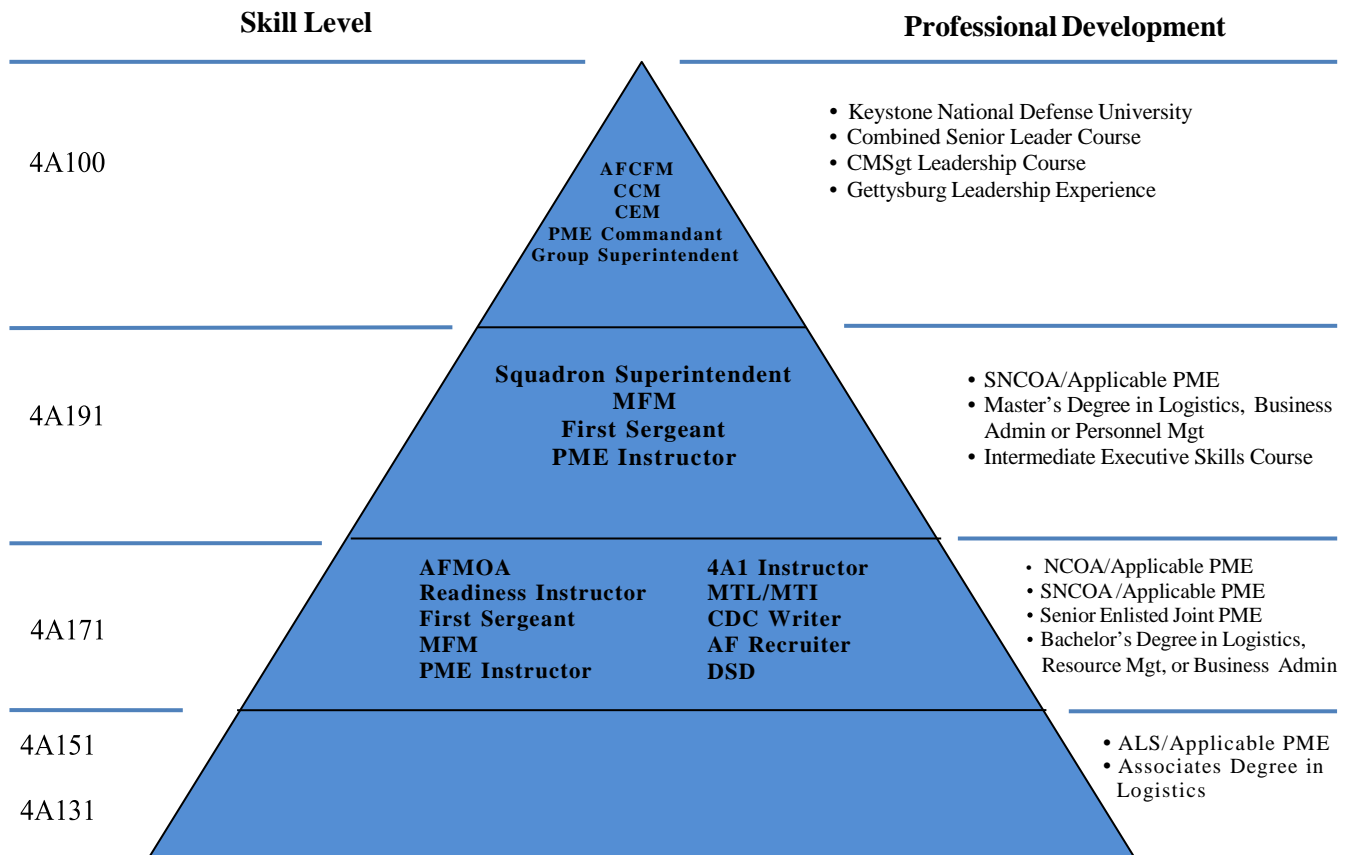 Skill Level
Professional Development
4A100
AFCFM
CCM
CEM
PME Commandant
Group Superintendent
• Keystone National Defense University
• Combined Senior Leader Course
• CMSgt Leadership Course
• Gettysburg Leadership Experience
4A191
Squadron Superintendent
MFM
First Sergeant
PME Instructor
• SNCOA/Applicable PME
• Master’s Degree in Logistics, Business
Admin or Personnel Mgt
• Intermediate Executive Skills Course
4A171
AFMOA
Readiness Instructor
First Sergeant
MFM
PME Instructor
4A1 Instructor
MTL/MTI
CDC Writer
AF Recruiter
DSD
• NCOA/Applicable PME
• SNCOA/Applicable PME
• Senior Enlisted Joint PME
• Bachelor’s Degree in Logistics,
Resource Mgt, or Business Admin
4A151
4A131
• ALS/Applicable PME
• Associates Degree in
Logistics